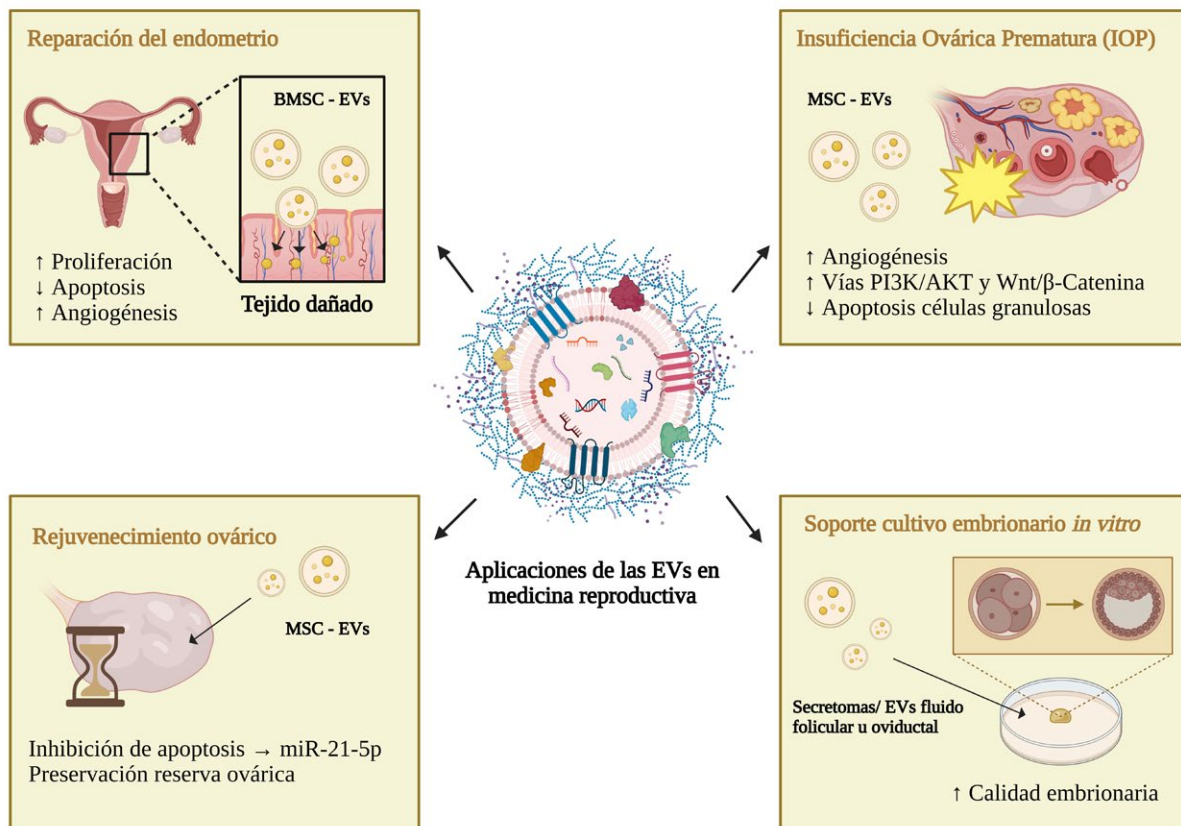 Reparación del endometrio
BMSC - EVs
↑ Proliferación
↓ Apoptosis
↑ Angiogénesis
Tejido dañado
Insuficiencia Ovárica Prematura (IOP)
MSC - EVs
↑ Angiogénesis
↑ Vías PI3K/AKT y Wnt/β-Catenina
↓ Apoptosis células granulosas
Aplicaciones de las EVs en
medicina reproductiva
Rejuvenecimiento ovárico
MSC - EVs
Inhibición de apoptosis → miR-21-5p
Preservación reserva ovárica
Soporte cultivo embrionario in vitro
Secretomas/ EVs fluido
folicular u oviductal
↑ Calidad embrionaria